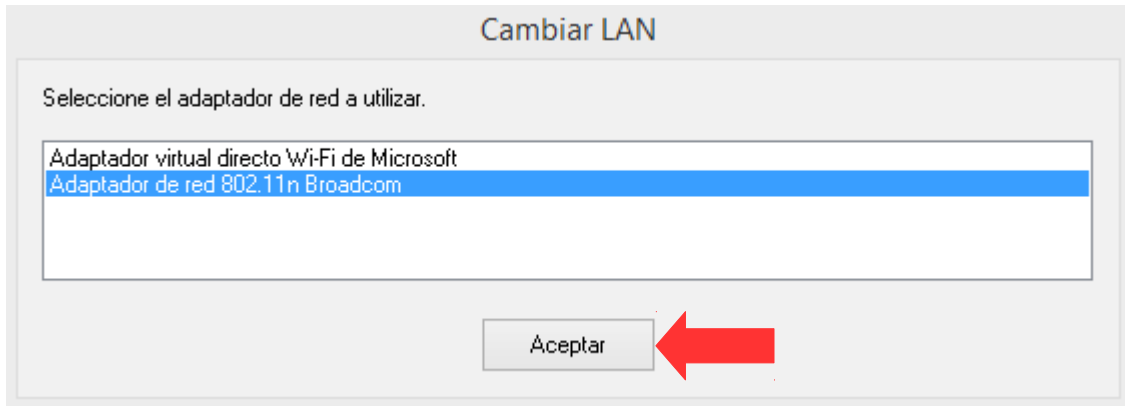 Cambiar LAN
Seleccione el adaptador de red a utilizar.
Adaptador virtual directo Wi-Fi de Microsoft
Adaptador de red 802.11n Broadcom
Aceptar